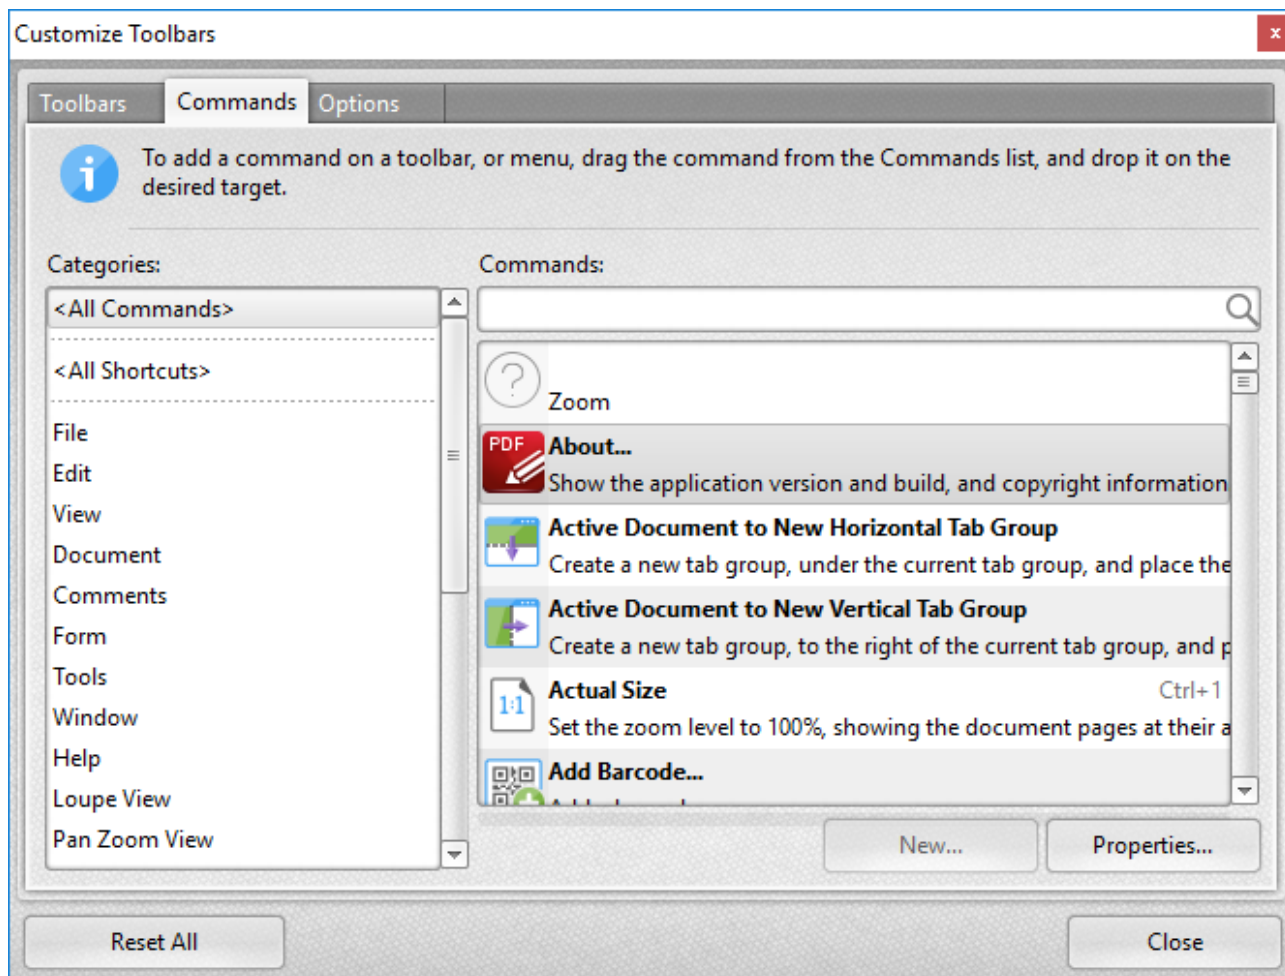 Customize Toolbars
x
Toolbars
Commands
Options
i
To add a command on a toolbar, or menu, drag the command from the Commands list, and drop it on the
desired target.
Categories:
<All Commands>
<All Shortcuts>
File
Edit
View
Document
Comments
Form
Tools
Window
Help
Loupe View
Pan Zoom View
Commands:
?
Zoom
PDF
About...
Show the application version and build, and copyright information
Active Document to New Horizontal Tab Group
Create a new tab group, under the current tab group, and place the
Active Document to New Vertical Tab Group
Create a new tab group, to the right of the current tab group, and p
1:1
Actual Size Ctrl+1
Set the zoom level to 100%, showing the document pages at their a
Add Barcode...
New...
Properties...
Reset All
Close